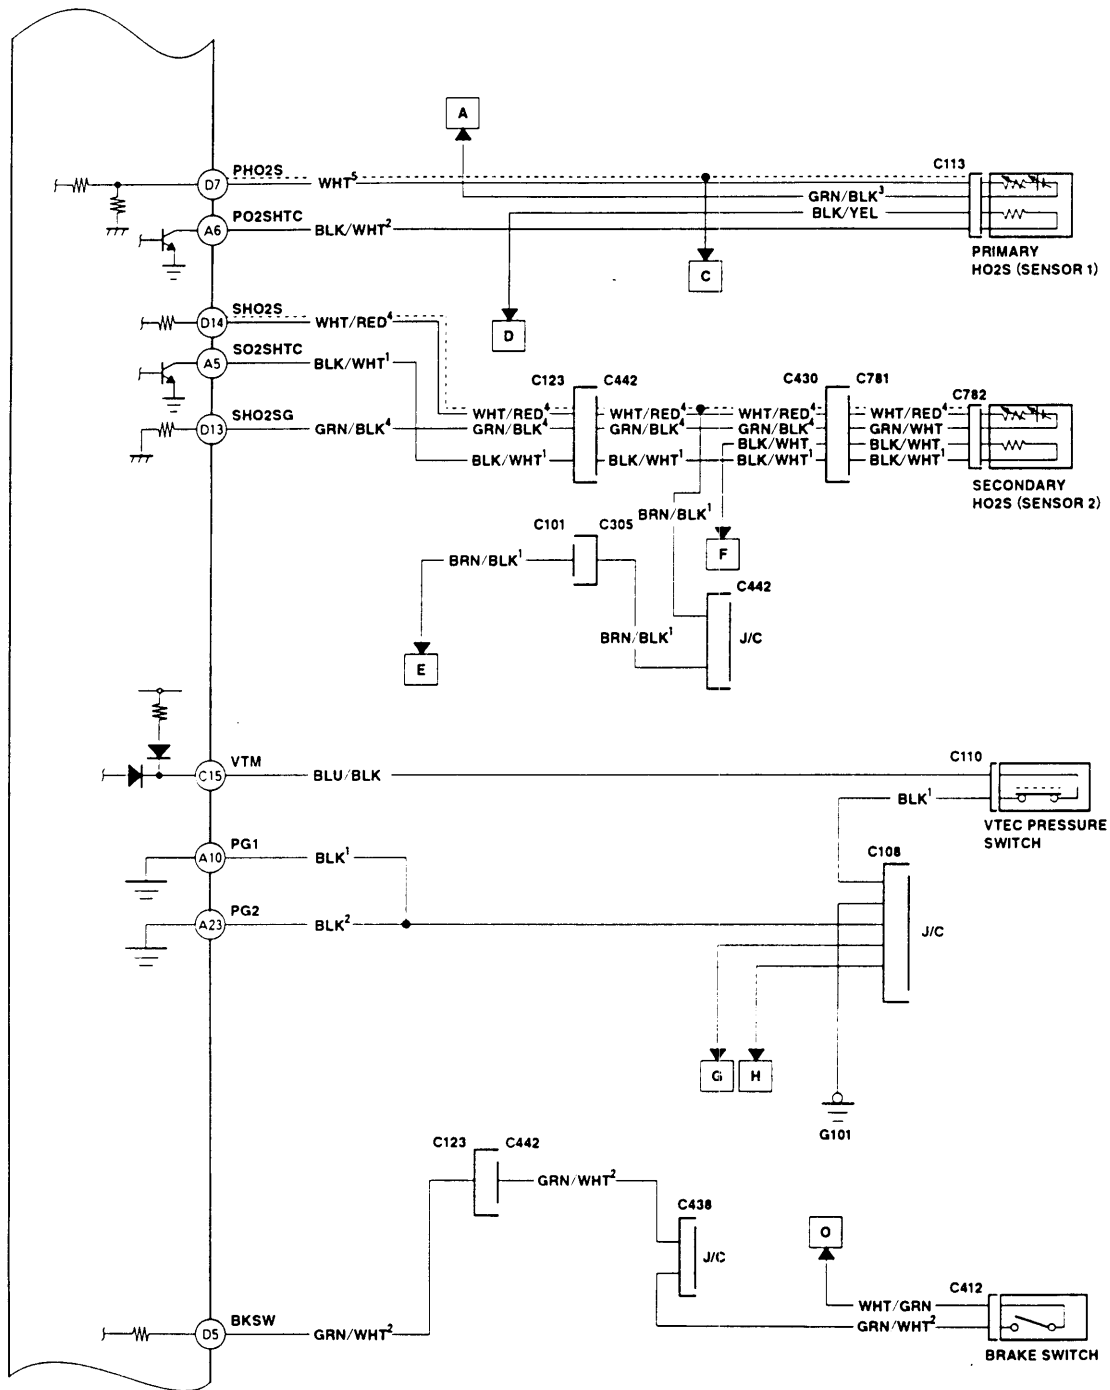 A
C113
PHO2S
D7
WHT⁵
GRN/BLK³
BLK/YEL
PO2SHTC
A6
BLK/WHT²
PRIMARY
HO2S (SENSOR 1)
C
SHO2S
D14
WHT/RED⁴
D
SO2SHTC
A5
BLK/WHT¹
C123 C442 C430 C781
C782
WHT/RED⁴ WHT/RED⁴ WHT/RED⁴ WHT/RED⁴
SHO2SG
D13
GRN/BLK⁴ GRN/BLK⁴ GRN/BLK⁴ GRN/BLK⁴ GRN/WHT
BLK/WHT BLK/WHT
BLK/WHT¹ BLK/WHT¹ BLK/WHT¹ BLK/WHT¹
SECONDARY
HO2S (SENSOR 2)
BRN/BLK¹
C101 C305
F
BRN/BLK¹
C442
BRN/BLK¹
J/C
E
VTM
C15
BLU/BLK
C110
BLK¹
VTEC PRESSURE
SWITCH
PG1
A10
BLK¹
C108
PG2
A23
BLK²
J/C
G H
G101
C123 C442
GRN/WHT²
C438
J/C
O
C412
WHT/GRN
BKSW
D5
GRN/WHT²
GRN/WHT²
BRAKE SWITCH